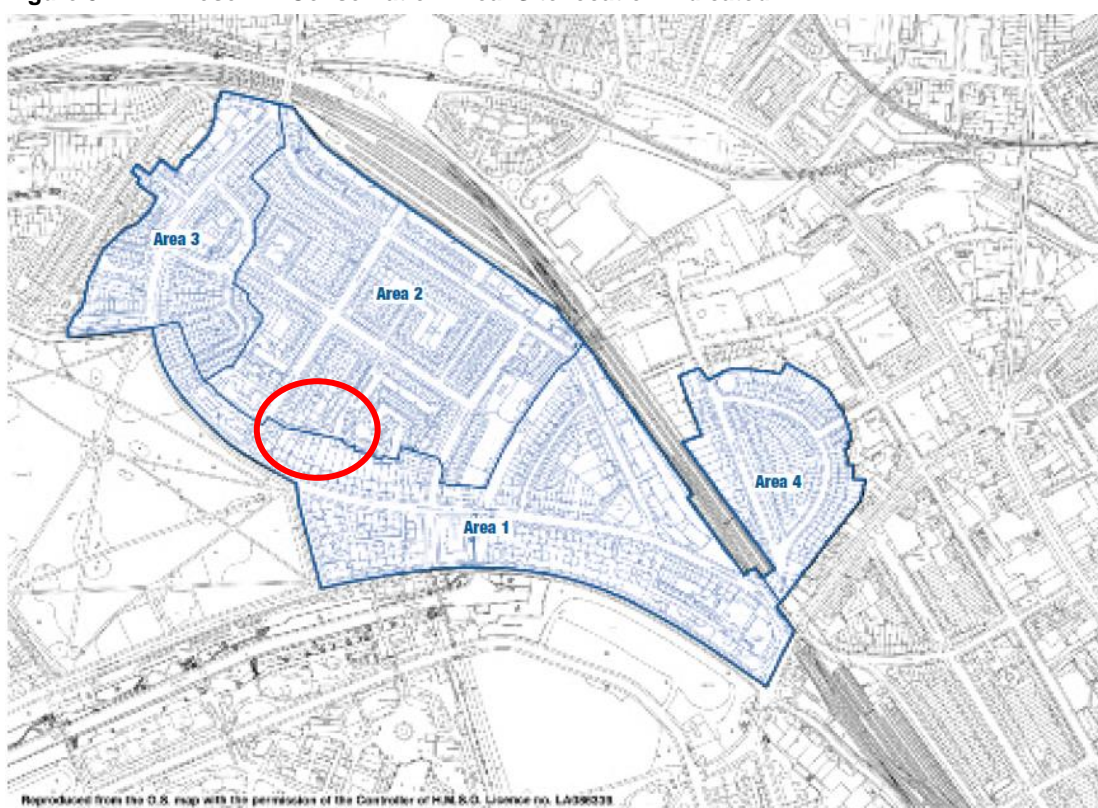 Area 3
Area 2
Area 4
Area 1
Reproduced from the O.S. map with the permission of the Controller of H.M.S.O. Licence no. LA086339